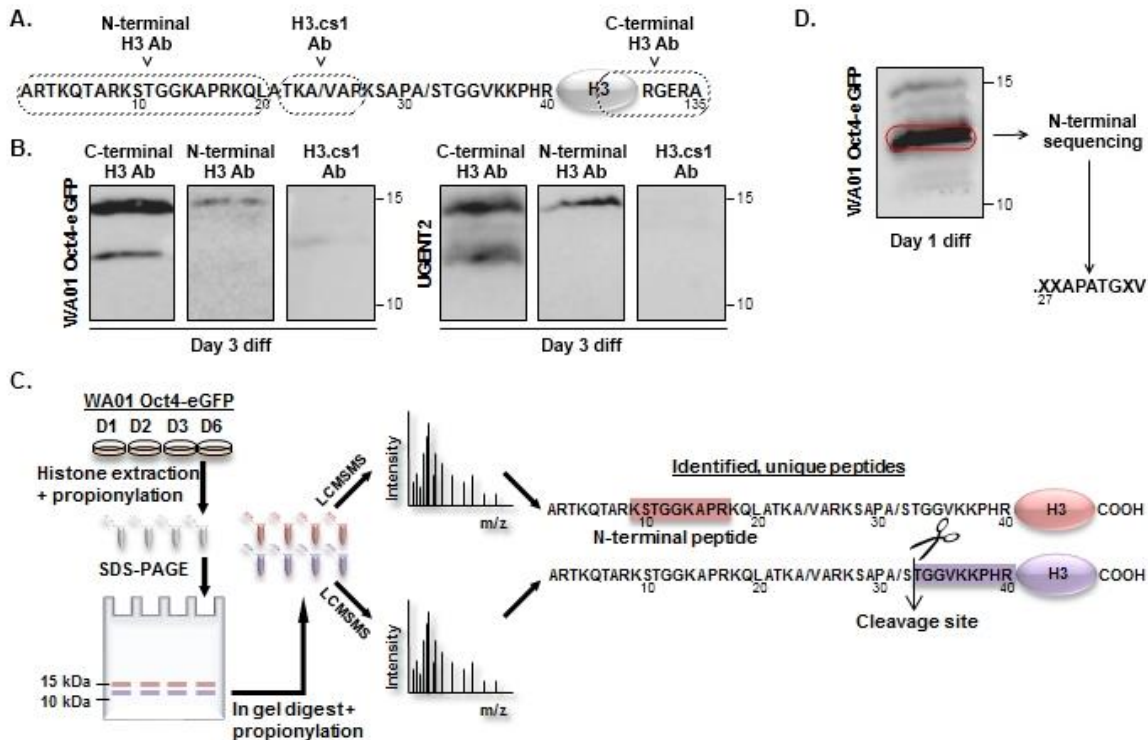 A.
N-terminal
H3 Ab
H3.cs1
Ab
C-terminal
H3 Ab
ARTKQTARKSTGGKAPRKQLATKA/VAPKSAPA/STGGVKKPHR H3 RGERA
10 20 30 40 135
B.
WA01 Oct4-eGFP
C-terminal
H3 Ab
N-terminal
H3 Ab
H3.cs1
Ab
15
10
Day 3 diff
UGENT2
C-terminal
H3 Ab
N-terminal
H3 Ab
H3.cs1
Ab
15
10
Day 3 diff
C.
WA01 Oct4-eGFP
D1 D2 D3 D6
Histone extraction
+ propionylation
SDS-PAGE
15 kDa
10 kDa
In gel digest+
propionylation
LCMSMS
LCMSMS
Intensity
m/z
Intensity
m/z
Identified, unique peptides
ARTKQTARKSTGGKAPRKQLATKA/VARKSAPA/STGGVKKPHR H3 COOH
10 20 30 40
N-terminal peptide
ARTKQTARKSTGGKAPRKQLATKA/VARKSAPA/STGGVKKPHR H3 COOH
10 20 30 40
Cleavage site
D.
WA01 Oct4-eGFP
15
10
Day 1 diff
N-terminal
sequencing
.XXAPATGXV
27